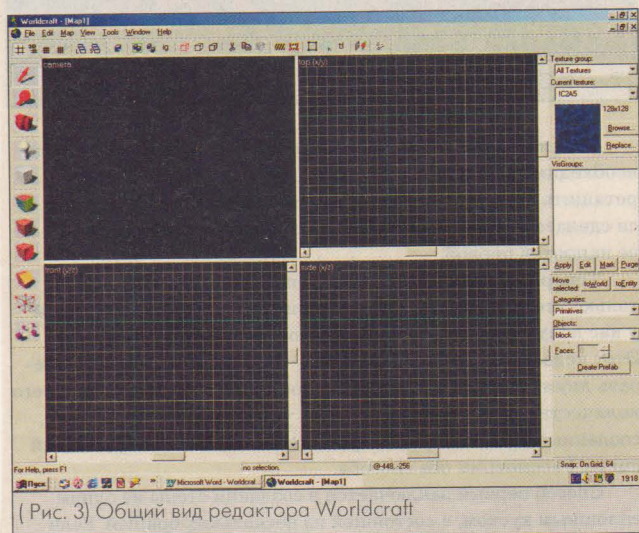 Worldcraft - [Map1]
File Edit Map View Tools Window Help
camera
top (x/y)
front (y/z)
side (x/z)
Texture group:
All Textures
Current texture:
IC2A5
128x128
Browse...
Replace...
VisGroups:
Apply Edit Mark Purge
Move selected: toWorld toEntity
Categories:
Primitives
Objects:
block
Faces:
Create Prefab
For Help, press F1
no selection.
@-448, -256
Snap: On Grid: 64
Пуск
Microsoft Word - Worldcraf...
Worldcraft - [Map1]
19:18
( Рис. 3) Общий вид редактора Worldcraft